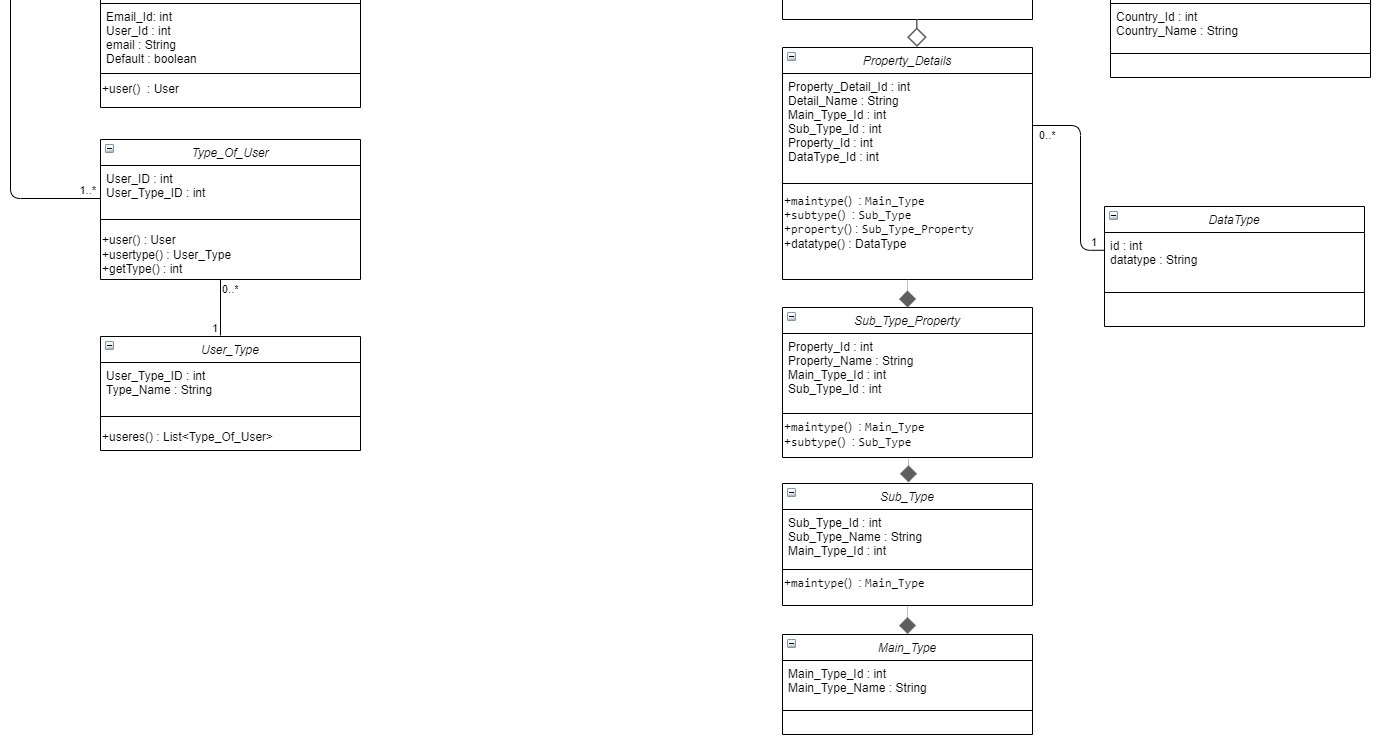 Email_Id: int
User_Id : int
email : String
Default : boolean
+user()  : User
1..*
Type_Of_User
User_ID : int
User_Type_ID : int
+user() : User
+usertype() : User_Type
+getType() : int
0..*
1
User_Type
User_Type_ID : int
Type_Name : String
+useres() : List<Type_Of_User>
Property_Details
Property_Detail_Id : int
Detail_Name : String
Main_Type_Id : int
Sub_Type_Id : int
Property_Id : int
DataType_Id : int
+maintype()  : Main_Type
+subtype()  : Sub_Type
+property() : Sub_Type_Property
+datatype() : DataType
Sub_Type_Property
Property_Id : int
Property_Name : String
Main_Type_Id : int
Sub_Type_Id : int
+maintype()  : Main_Type
+subtype()  : Sub_Type
Sub_Type
Sub_Type_Id : int
Sub_Type_Name : String
Main_Type_Id : int
+maintype()  : Main_Type
Main_Type
Main_Type_Id : int
Main_Type_Name : String
Country_Id : int
Country_Name : String
0..*
1
DataType
id : int
datatype : String